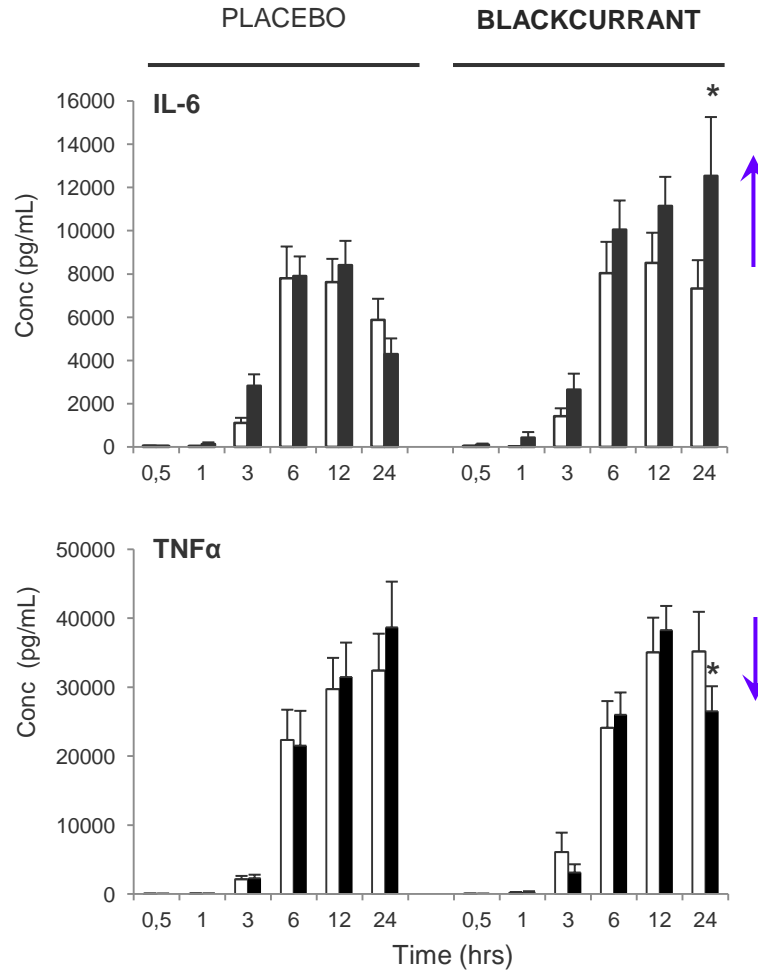 PLACEBO BLACKCURRANT
IL-6
*
16000
14000
12000
10000
8000
6000
4000
2000
0
Conc (pg/mL)
0,5 1 3 6 12 24 0,5 1 3 6 12 24
TNFα
*
50000
40000
30000
20000
10000
0
Conc (pg/mL)
0,5 1 3 6 12 24 0,5 1 3 6 12 24
Time (hrs)